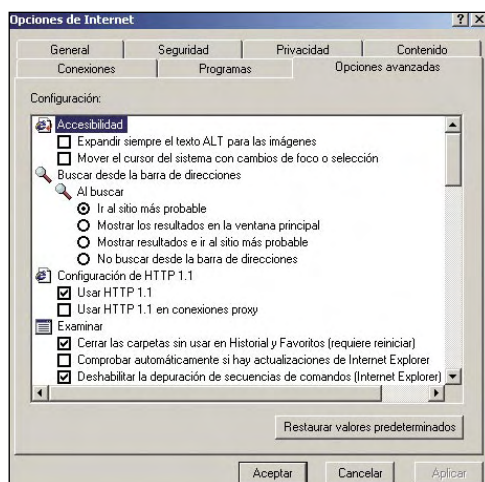 Opciones de Internet
General Seguridad Privacidad Contenido
Conexiones Programas Opciones avanzadas
Configuración:
Accesibilidad
Expandir siempre el texto ALT para las imágenes
Mover el cursor del sistema con cambios de foco o selección
Buscar desde la barra de direcciones
Al buscar
Ir al sitio más probable
Mostrar los resultados en la ventana principal
Mostrar resultados e ir al sitio más probable
No buscar desde la barra de direcciones
Configuración de HTTP 1.1
Usar HTTP 1.1
Usar HTTP 1.1 en conexiones proxy
Examinar
Cerrar las carpetas sin usar en Historial y Favoritos (requiere reiniciar)
Comprobar automáticamente si hay actualizaciones de Internet Explorer
Deshabilitar la depuración de secuencias de comandos (Internet Explorer)
Restaurar valores predeterminados
Aceptar Cancelar Aplicar